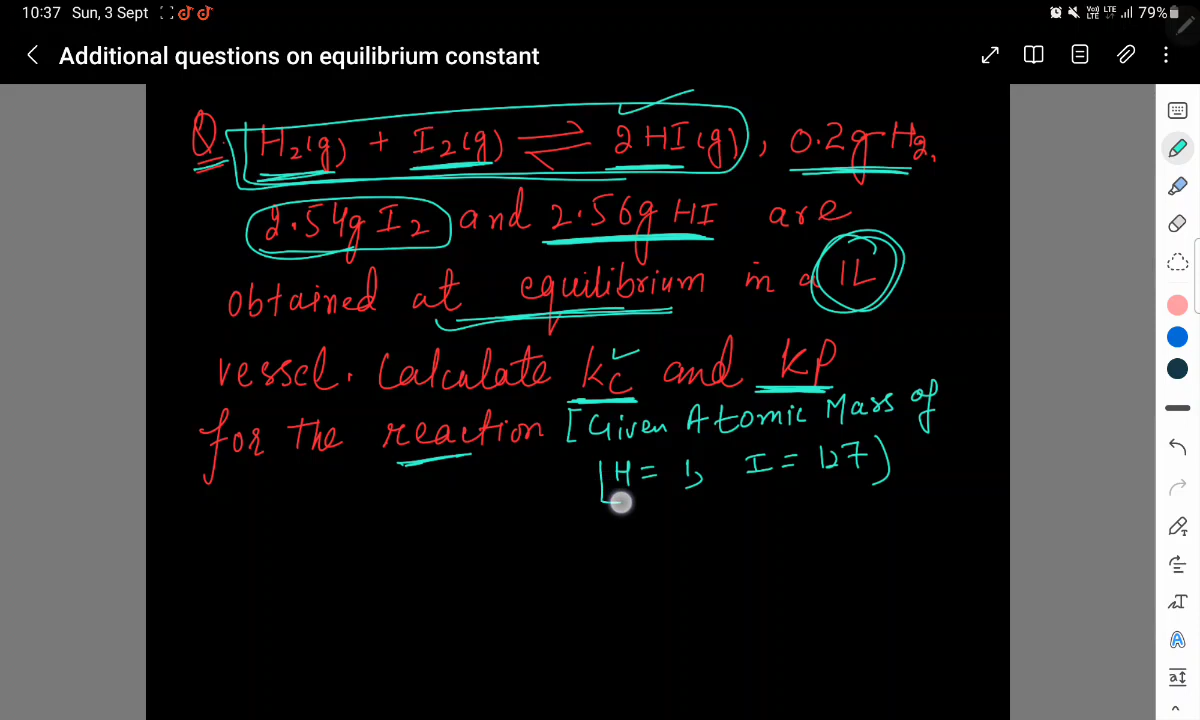 10:37 Sun, 3 Sept 79%
Additional questions on equilibrium constant
Q. H2(g) + I2(g) ⇌ 2HI(g), 0.2g H2,
2.54g I2 and 2.56g HI are
obtained at equilibrium in a 1L
vessel. Calculate kc and KP
for the reaction [Given Atomic Mass of
H = 1, I = 127)